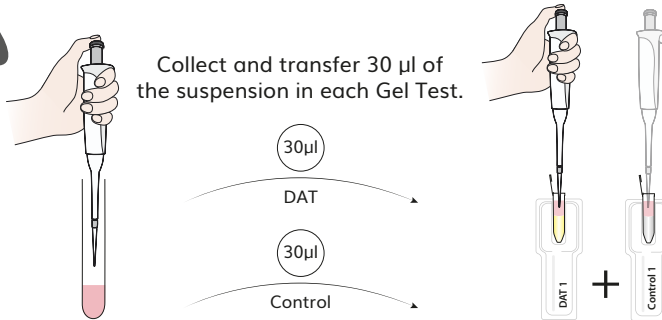 Collect and transfer 30 µl of
the suspension in each Gel Test.
30µl
DAT
30µl
Control
DAT 1
+
Control 1